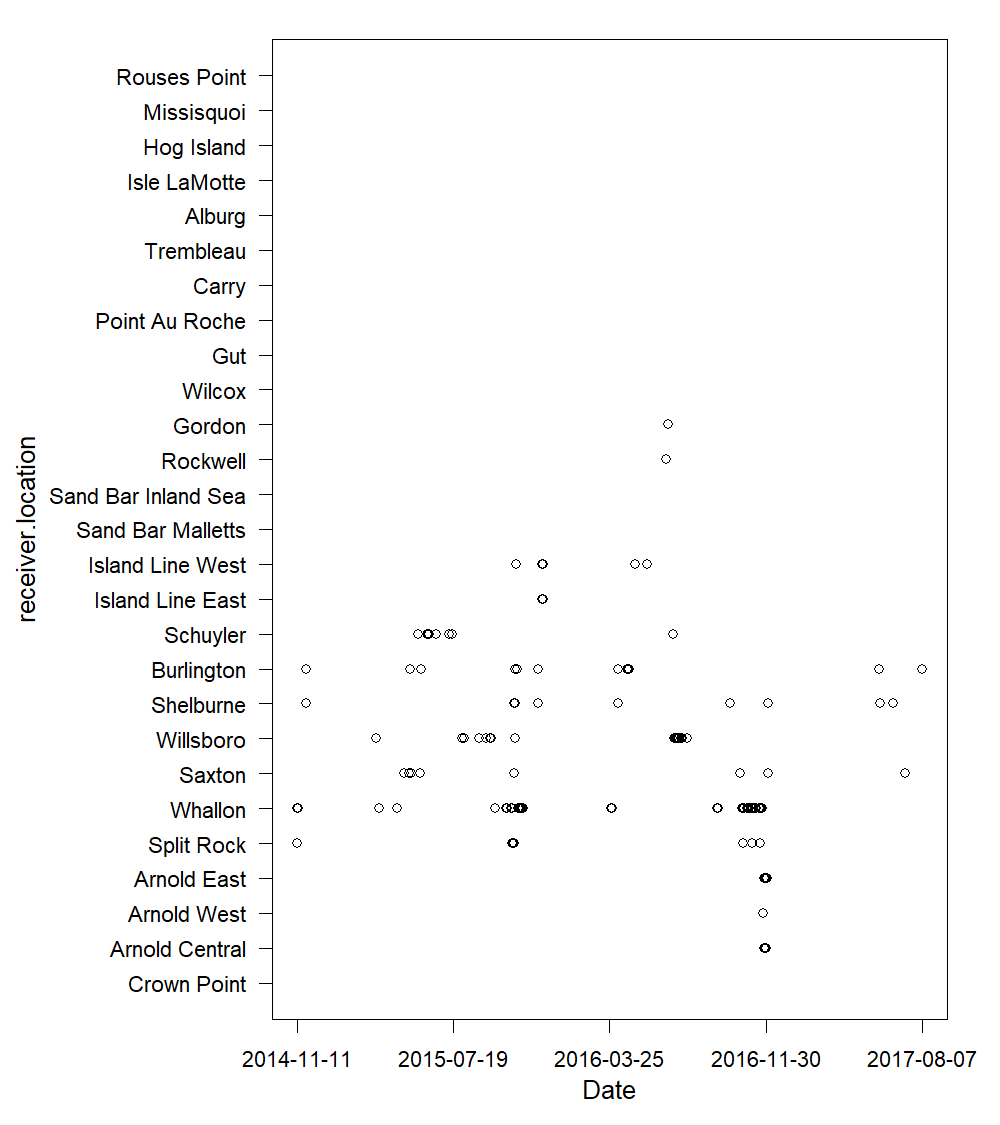 Rouses Point
Missisquoi
Hog Island
Isle LaMotte
Alburg
Trembleau
Carry
Point Au Roche
Gut
Wilcox
Gordon
Rockwell
Sand Bar Inland Sea
Sand Bar Malletts
Island Line West
Island Line East
Schuyler
Burlington
Shelburne
Willsboro
Saxton
Whallon
Split Rock
Arnold East
Arnold West
Arnold Central
Crown Point
receiver.location
2014-11-11 2015-07-19 2016-03-25 2016-11-30 2017-08-07
Date